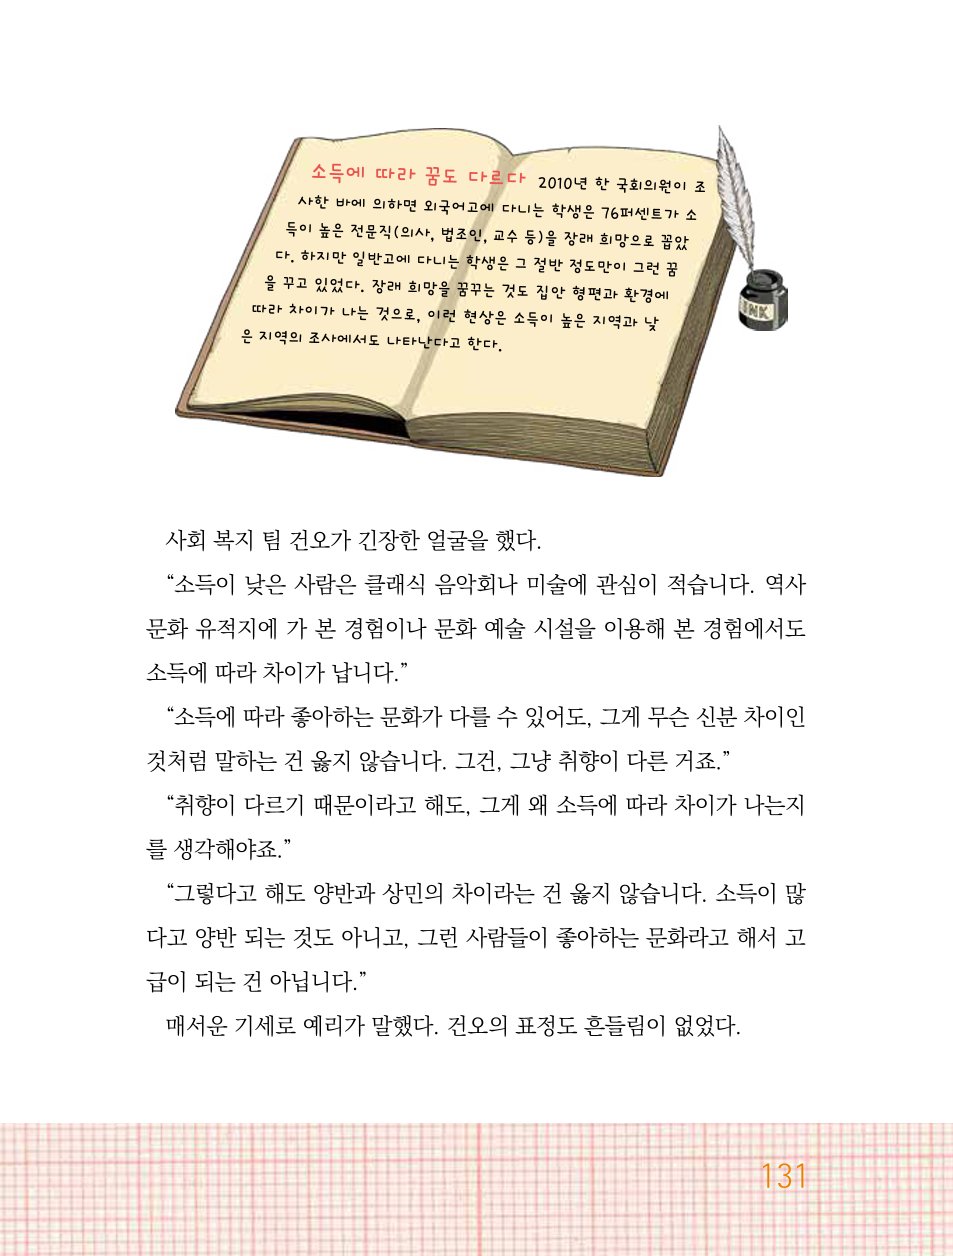 소득에 따라 꿈도 다르다 2010년 한 국회의원이 조
사한 바에 의하면 외국어고에 다니는 학생은 76퍼센트가 소
득이 높은 전문직(의사, 법조인, 교수 등)을 장래 희망으로 꼽았
다. 하지만 일반고에 다니는 학생은 그 절반 정도만이 그런 꿈
을 꾸고 있었다. 장래 희망을 꿈꾸는 것도 집안 형편과 환경에
따라 차이가 나는 것으로, 이런 현상은 소득이 높은 지역과 낮
은 지역의 조사에서도 나타난다고 한다.
INK
사회 복지 팀 건오가 긴장한 얼굴을 했다.
“소득이 낮은 사람은 클래식 음악회나 미술에 관심이 적습니다. 역사
문화 유적지에 가 본 경험이나 문화 예술 시설을 이용해 본 경험에서도
소득에 따라 차이가 납니다.”
“소득에 따라 좋아하는 문화가 다를 수 있어도, 그게 무슨 신분 차이인
것처럼 말하는 건 옳지 않습니다. 그건, 그냥 취향이 다른 거죠.”
“취향이 다르기 때문이라고 해도, 그게 왜 소득에 따라 차이가 나는지
를 생각해야죠.”
“그렇다고 해도 양반과 상민의 차이라는 건 옳지 않습니다. 소득이 많
다고 양반 되는 것도 아니고, 그런 사람들이 좋아하는 문화라고 해서 고
급이 되는 건 아닙니다.”
매서운 기세로 예리가 말했다. 건오의 표정도 흔들림이 없었다.
131